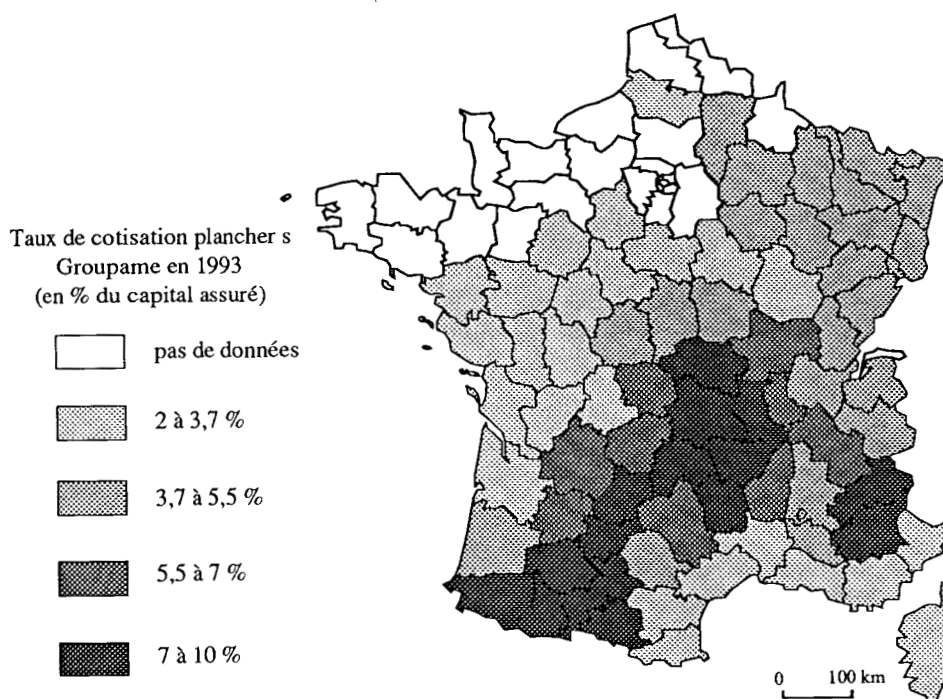 Taux de cotisation plancher s
Groupame en 1993
(en % du capital assuré)
pas de données
2 à 3,7 %
3,7 à 5,5 %
5,5 à 7 %
7 à 10 %
0 100 km